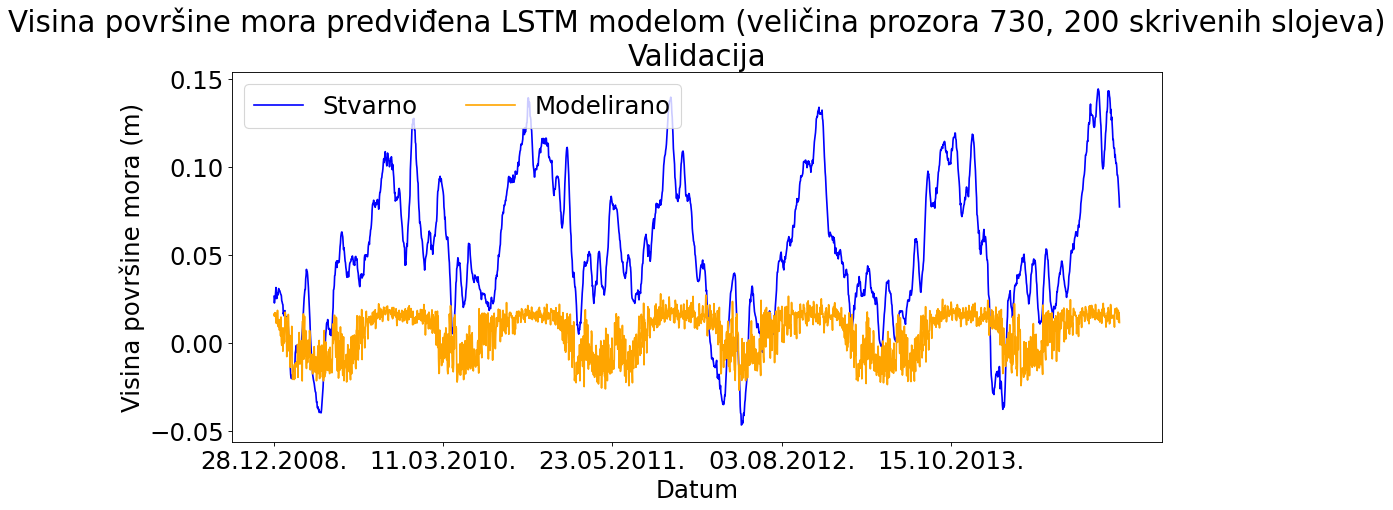 Visina površine mora predviđena LSTM modelom (veličina prozora 730, 200 skrivenih slojeva)
Validacija
Stvarno
Modelirano
Visina površine mora (m)
0.15
0.10
0.05
0.00
−0.05
28.12.2008.
11.03.2010.
23.05.2011.
03.08.2012.
15.10.2013.
Datum